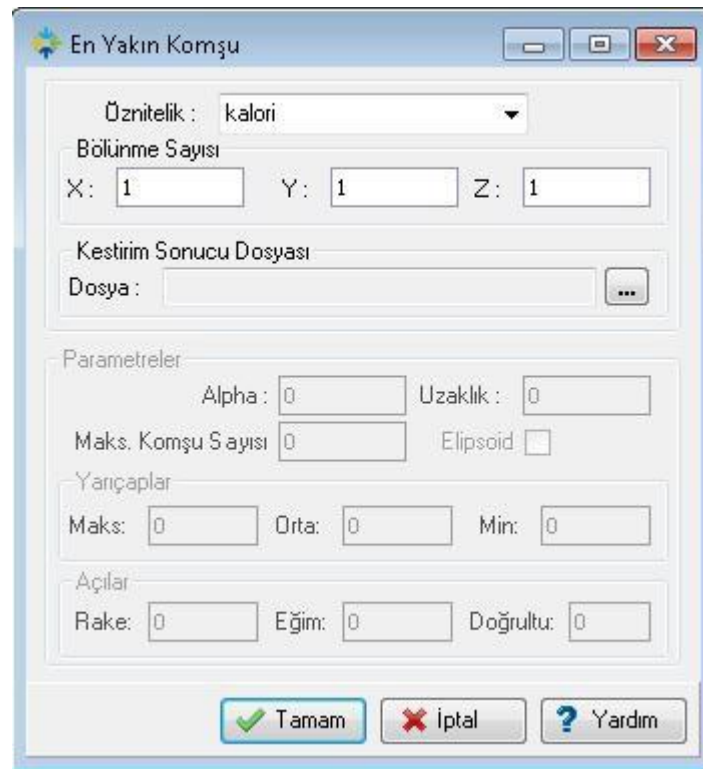 En Yakın Komşu
Üznitelik : kalori
Bölünme Sayısı
X : 1 Y : 1 Z : 1
Kestirim Sonucu Dosyası
Dosya : ...
Parametreler
Alpha : 0 Uzaklık : 0
Maks. Komşu Sayısı 0 Elipsoid
Yarıçaplar
Maks: 0 Orta: 0 Min: 0
Açılar
Rake: 0 Eğim: 0 Doğrultu: 0
Tamam İptal ? Yardım